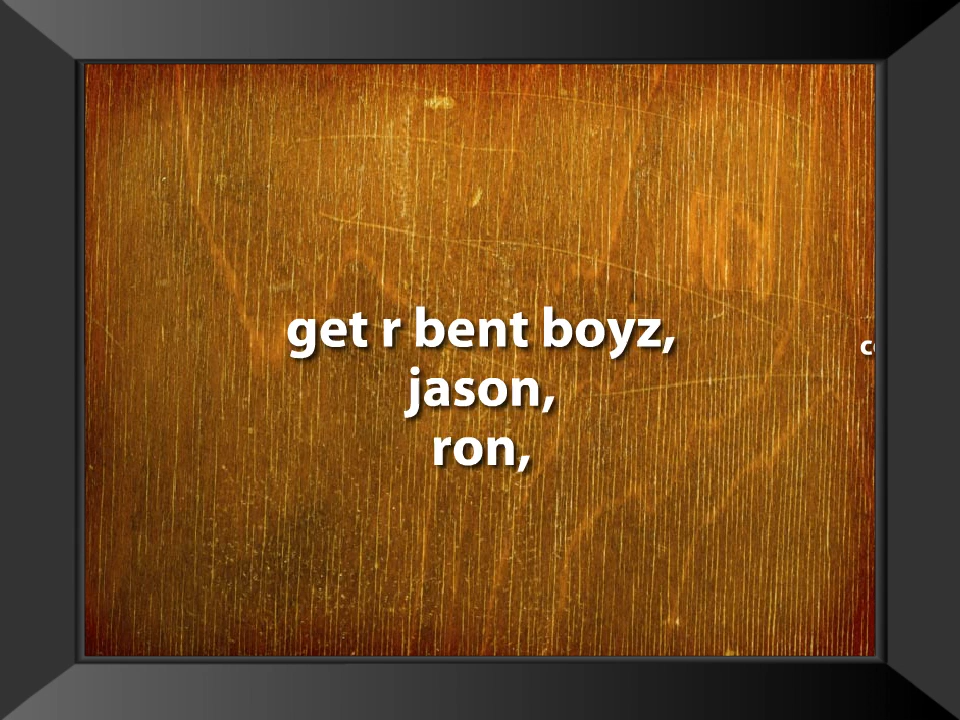 get r bent boyz,
jason,
ron,